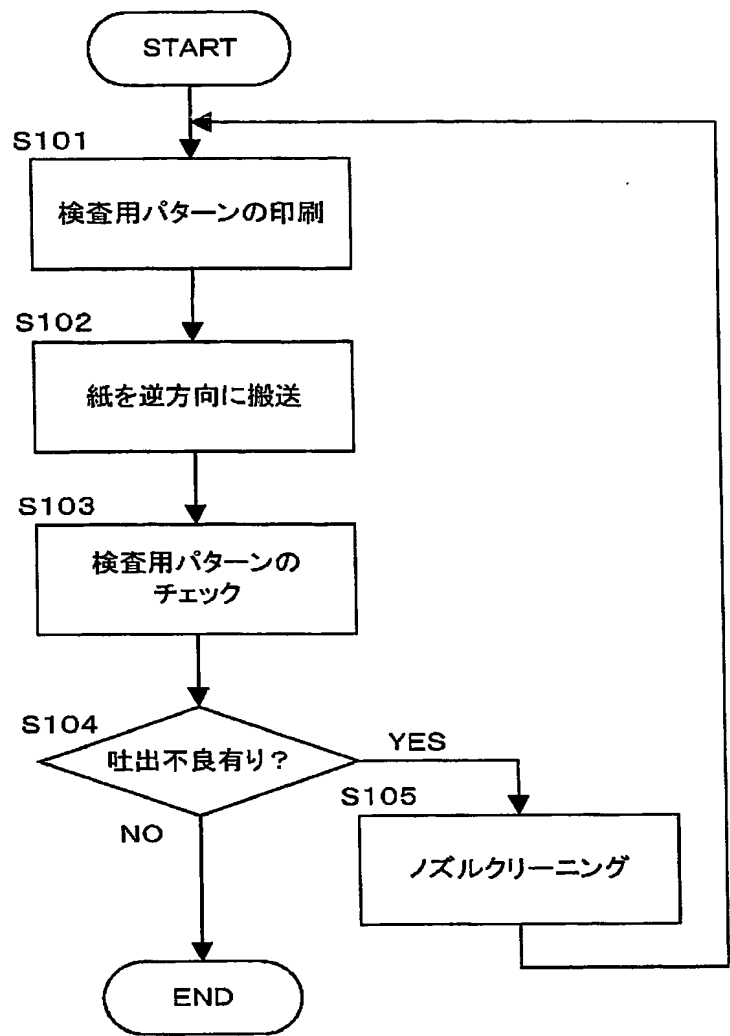 START
S101
検査用パターンの印刷
S102
紙を逆方向に搬送
S103
検査用パターンの
チェック
S104
吐出不良有り?
YES
S105
NO
ノズルクリーニング
END